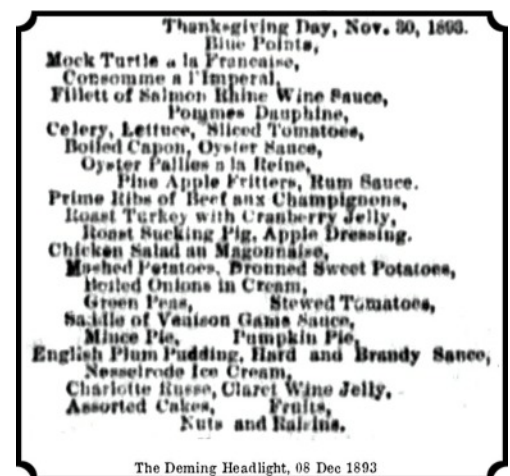 Thanksgiving Day, Nov. 30, 1893.
Blue Points,
Mock Turtle a la Francaise,
Consomme a l'Imperal,
Fillett of Salmon Rhine Wine Sauce,
Pommes Dauphine,
Celery, Lettuce, Sliced Tomatoes,
Boiled Capon, Oyster Sauce,
Oyster Pallies a la Reine,
Pine Apple Fritters, Rum Sauce.
Prime Ribs of Beef aux Champignons,
Roast Turkey with Cranberry Jelly,
Roast Sucking Pig, Apple Dressing.
Chicken Salad au Magonnaise,
Mashed Potatoes, Bronned Sweet Potatoes,
Boiled Onions in Cream,
Green Peas, Stewed Tomatoes,
Saddle of Venison Game Sauce,
Mince Pie, Pumpkin Pie,
English Plum Pudding, Hard and Brandy Sauce,
Nesselrode Ice Cream,
Charlotte Russe, Claret Wine Jelly.
Assorted Cakes, Fruits,
Nuts and Raisins.
The Deming Headlight, 08 Dec 1893